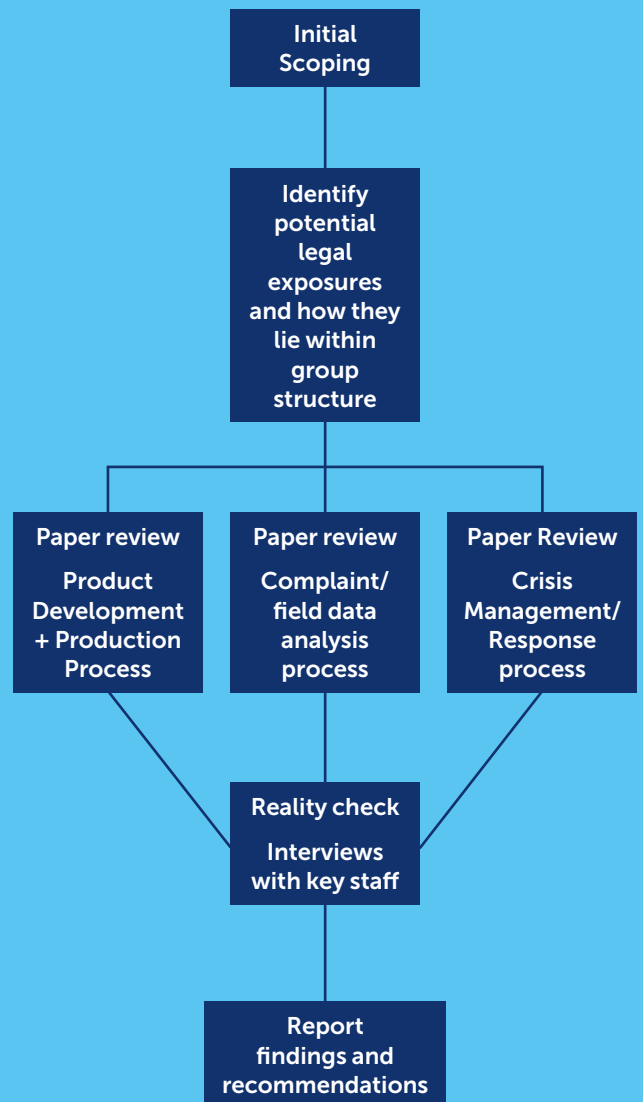 Initial
Scoping
Identify
potential
legal
exposures
and how they
lie within
group
structure
Paper review
Product
Development
+ Production
Process
Paper review
Complaint/
field data
analysis
process
Paper Review
Crisis
Management/
Response
process
Reality check
Interviews
with key staff
Report
findings and
recommendations